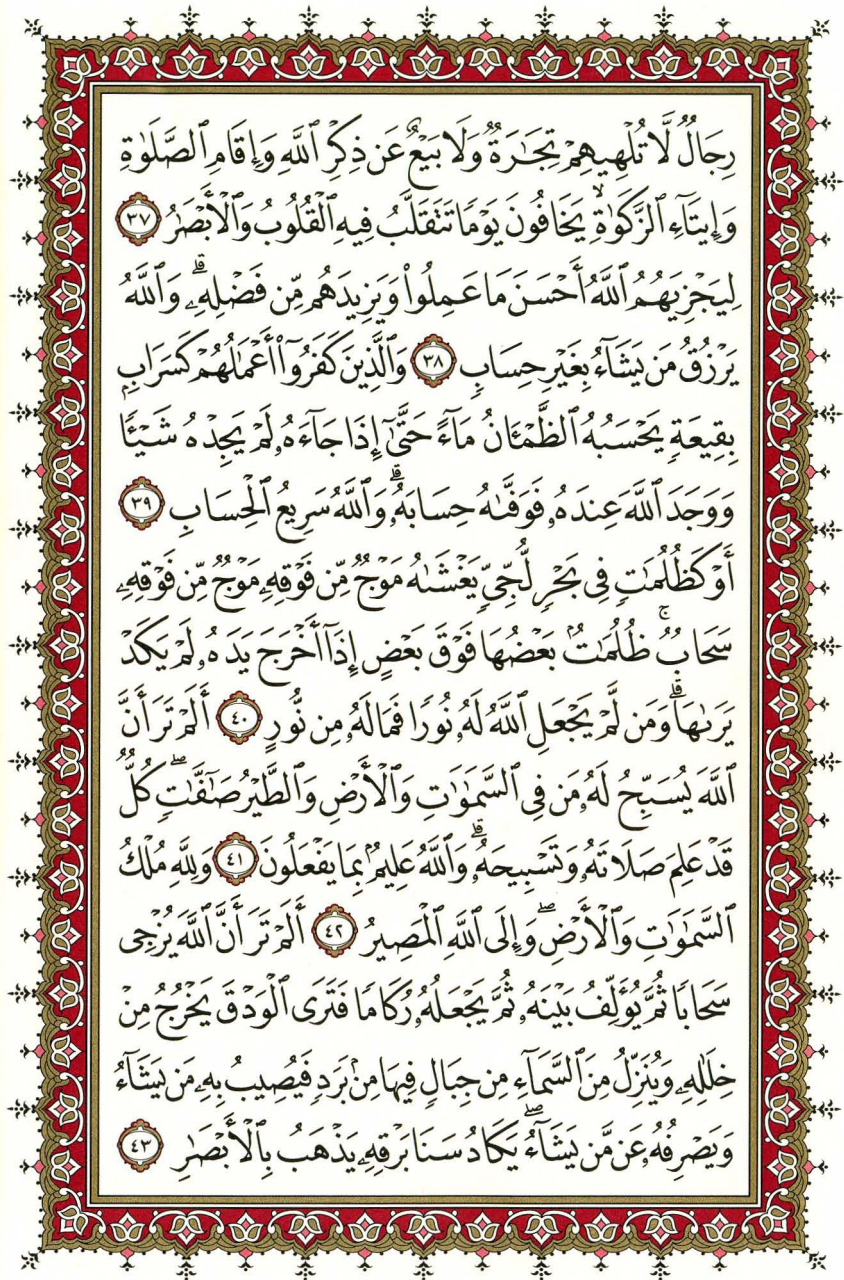 رِجَالٌ لَّا تُلْهِيهِمْ تِجَٰرَةٌ وَلَا بَيْعٌ عَن ذِكْرِ ٱللَّهِ وَإِقَامِ ٱلصَّلَوٰةِ
وَإِيتَآءِ ٱلزَّكَوٰةِ ۙ يَخَافُونَ يَوْمًا تَتَقَلَّبُ فِيهِ ٱلْقُلُوبُ وَٱلْأَبْصَٰرُ ٣٧
لِيَجْزِيَهُمُ ٱللَّهُ أَحْسَنَ مَا عَمِلُوا۟ وَيَزِيدَهُم مِّن فَضْلِهِۦ ۗ وَٱللَّهُ
يَرْزُقُ مَن يَشَآءُ بِغَيْرِ حِسَابٍ ٣٨ وَٱلَّذِينَ كَفَرُوٓا۟ أَعْمَٰلُهُمْ كَسَرَابٍۭ
بِقِيعَةٍ يَحْسَبُهُ ٱلظَّمْـَٔانُ مَآءً حَتَّىٰٓ إِذَا جَآءَهُۥ لَمْ يَجِدْهُ شَيْـًٔا
وَوَجَدَ ٱللَّهَ عِندَهُۥ فَوَفَّىٰهُ حِسَابَهُۥ ۗ وَٱللَّهُ سَرِيعُ ٱلْحِسَابِ ٣٩
أَوْ كَظُلُمَٰتٍ فِى بَحْرٍ لُّجِّىٍّ يَغْشَىٰهُ مَوْجٌ مِّن فَوْقِهِۦ مَوْجٌ مِّن فَوْقِهِۦ
سَحَابٌ ۚ ظُلُمَٰتٌۢ بَعْضُهَا فَوْقَ بَعْضٍ إِذَآ أَخْرَجَ يَدَهُۥ لَمْ يَكَدْ
يَرَىٰهَا ۗ وَمَن لَّمْ يَجْعَلِ ٱللَّهُ لَهُۥ نُورًا فَمَا لَهُۥ مِن نُّورٍ ٤٠ أَلَمْ تَرَ أَنَّ
ٱللَّهَ يُسَبِّحُ لَهُۥ مَن فِى ٱلسَّمَٰوَٰتِ وَٱلْأَرْضِ وَٱلطَّيْرُ صَٰٓفَّٰتٍ ۖ كُلٌّ
قَدْ عَلِمَ صَلَاتَهُۥ وَتَسْبِيحَهُۥ ۗ وَٱللَّهُ عَلِيمٌۢ بِمَا يَفْعَلُونَ ٤١ وَلِلَّهِ مُلْكُ
ٱلسَّمَٰوَٰتِ وَٱلْأَرْضِ ۖ وَإِلَى ٱللَّهِ ٱلْمَصِيرُ ٤٢ أَلَمْ تَرَ أَنَّ ٱللَّهَ يُزْجِى
سَحَابًا ثُمَّ يُؤَلِّفُ بَيْنَهُۥ ثُمَّ يَجْعَلُهُۥ رُكَامًا فَتَرَى ٱلْوَدْقَ يَخْرُجُ مِنْ
خِلَٰلِهِۦ وَيُنَزِّلُ مِنَ ٱلسَّمَآءِ مِن جِبَالٍ فِيهَا مِنۢ بَرَدٍ فَيُصِيبُ بِهِۦ مَن يَشَآءُ
وَيَصْرِفُهُۥ عَن مَّن يَشَآءُ ۖ يَكَادُ سَنَا بَرْقِهِۦ يَذْهَبُ بِٱلْأَبْصَٰرِ ٤٣